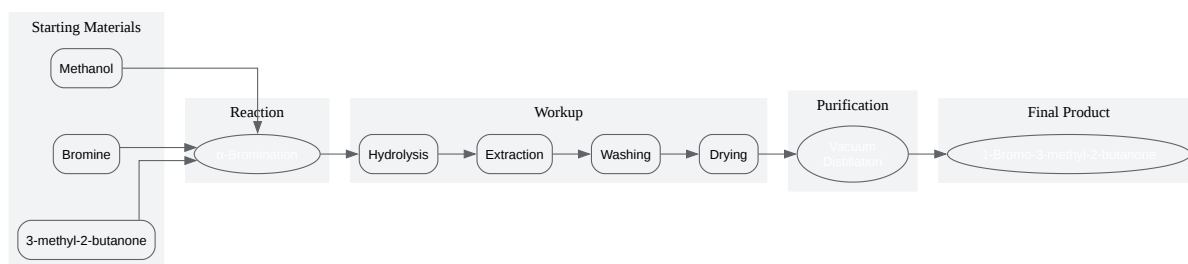 Starting Materials
Methanol
Bromine
3-methyl-2-butanone
Reaction
α-Bromination
Workup
Hydrolysis
Extraction
Washing
Drying
Purification
Vacuum
Distillation
Final Product
1-Bromo-3-methyl-2-butanone